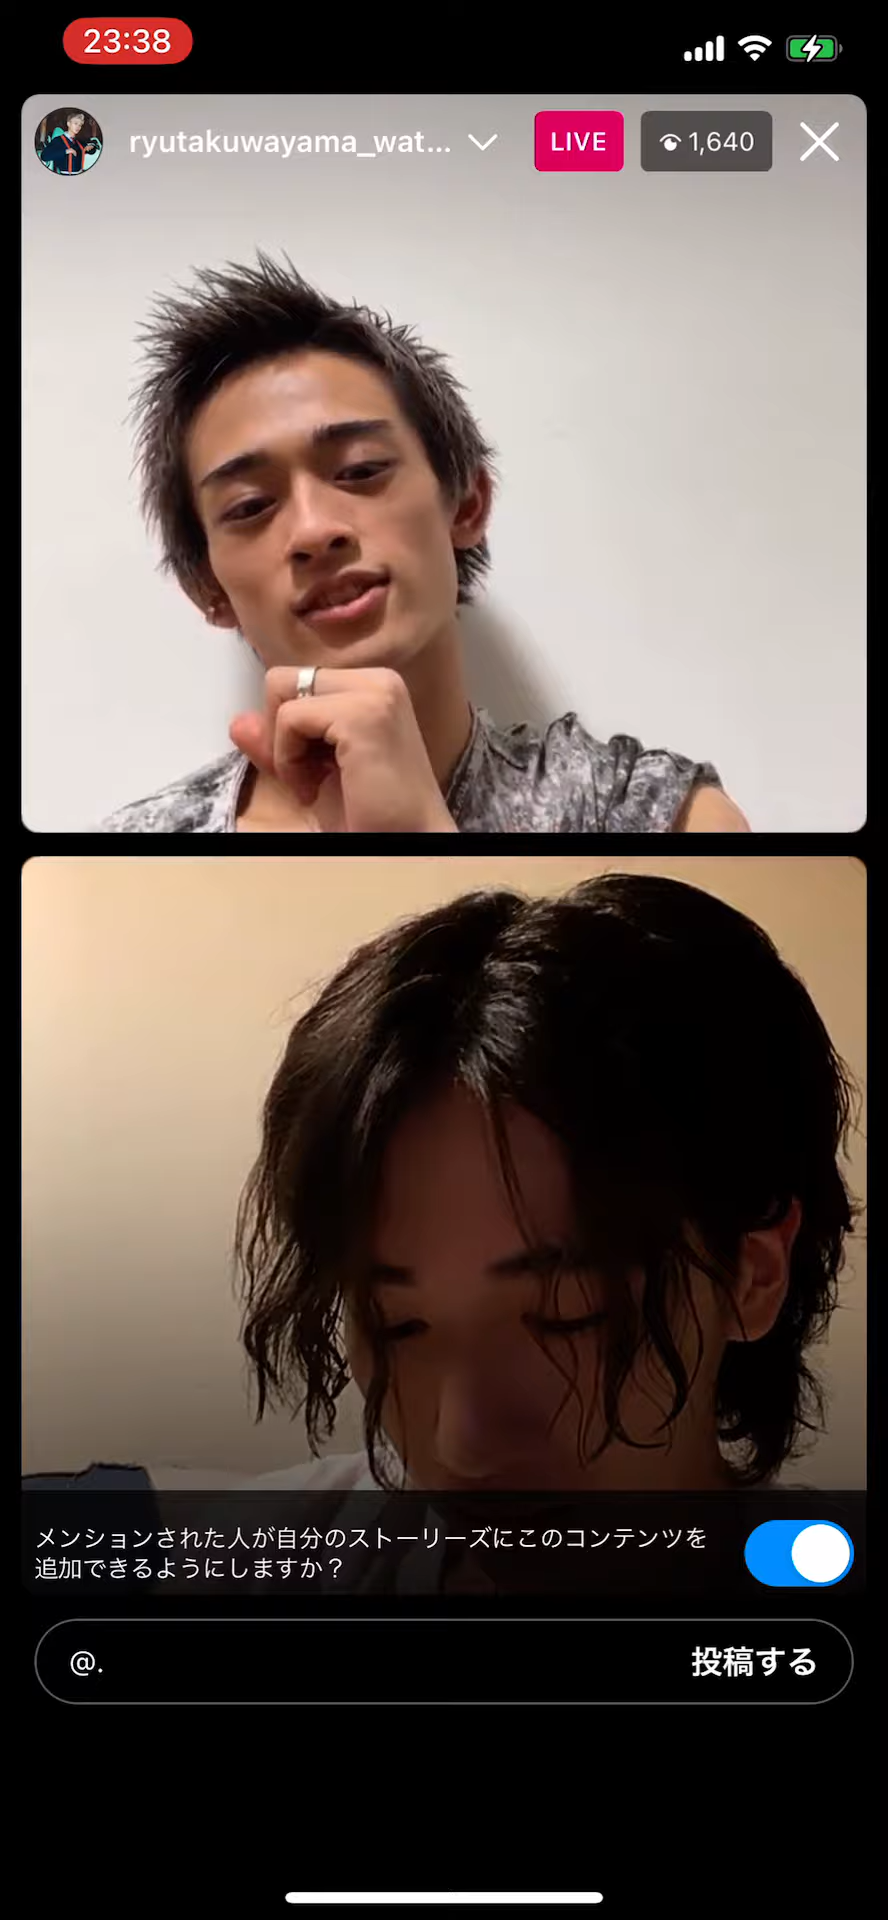 23:38
ryutakuwayama_wat...
LIVE
1,640
メンションされた人が自分のストーリーズにこのコンテンツを
追加できるようにしますか？
@.
投稿する